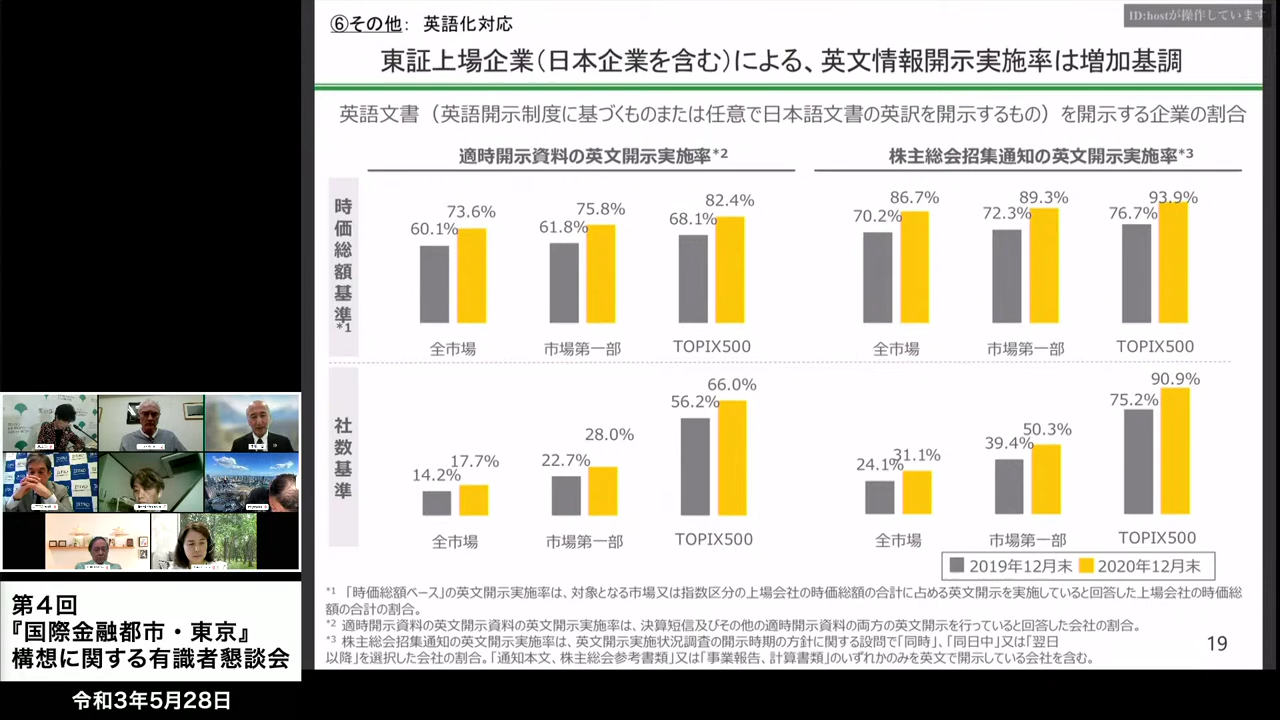 ID:hostが操作しています
⑥その他： 英語化対応
東証上場企業（日本企業を含む）による、英文情報開示実施率は増加基調
英語文書（英語開示制度に基づくものまたは任意で日本語文書の英訳を開示するもの）を開示する企業の割合
適時開示資料の英文開示実施率*2
株主総会招集通知の英文開示実施率*3
時価総額基準*1
60.1%
73.6%
61.8%
75.8%
68.1%
82.4%
全市場
市場第一部
TOPIX500
70.2%
86.7%
72.3%
89.3%
76.7%
93.9%
全市場
市場第一部
TOPIX500
社数基準
14.2%
17.7%
22.7%
28.0%
56.2%
66.0%
全市場
市場第一部
TOPIX500
24.1%
31.1%
39.4%
50.3%
75.2%
90.9%
全市場
市場第一部
TOPIX500
2019年12月末
2020年12月末
*1 「時価総額ベース」の英文開示実施率は、対象となる市場又は指数区分の上場会社の時価総額の合計に占める英文開示を実施していると回答した上場会社の時価総
額の合計の割合。
*2 適時開示資料の英文開示資料の英文開示実施率は、決算短信及びその他の適時開示資料の両方の英文開示を行っていると回答した会社の割合。
*3 株主総会招集通知の英文開示実施率は、英文開示実施状況調査の開示時期の方針に関する設問で「同時」、「同日中」又は「翌日
以降」を選択した会社の割合。「通知本文、株主総会参考書類」又は「事業報告、計算書類」のいずれかのみを英文で開示している会社を含む。
19
第４回
『国際金融都市・東京』
構想に関する有識者懇談会
令和3年5月28日